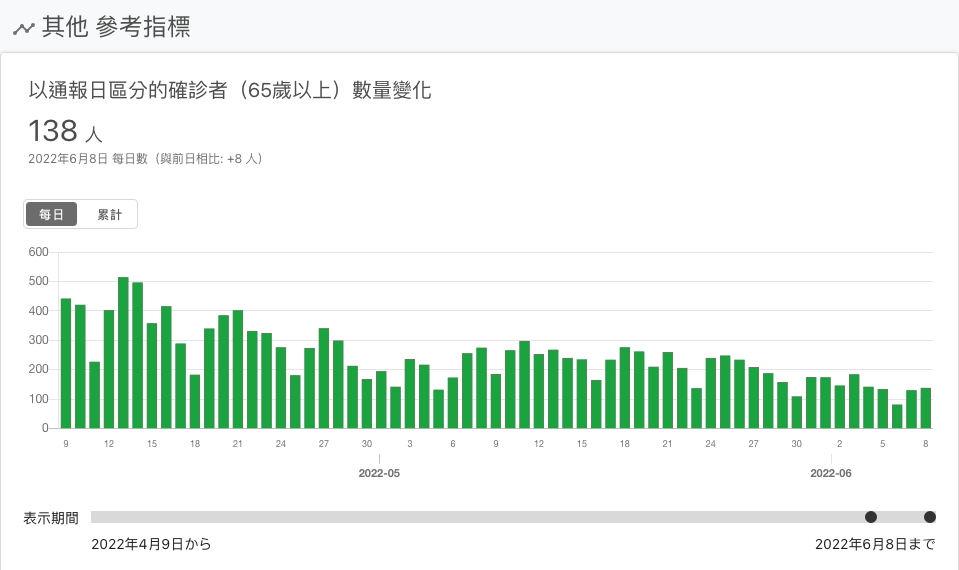 其他 參考指標
以通報日區分的確診者（65歲以上）數量變化
138 人
2022年6月8日 每日數（與前日相比: +8 人）
每日 累計
600
500
400
300
200
100
0
9 12 15 18 21 24 27 30 3 6 9 12 15 18 21 24 27 30 2 5 8
2022-05 2022-06
表示期間
2022年4月9日から 2022年6月8日まで